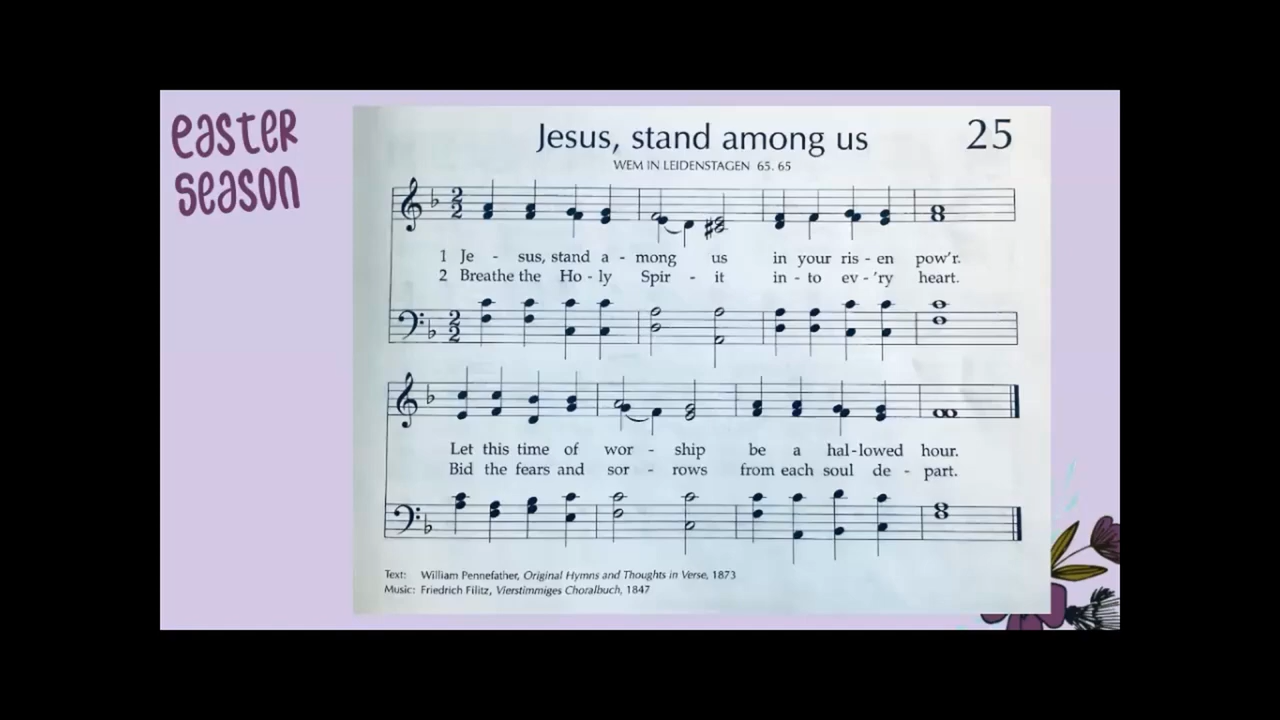 easter
season
Jesus, stand among us
25
WEM IN LEIDENSTAGEN 65. 65
1 Je - sus, stand a - mong us in your ris - en pow'r.
2 Breathe the Ho - ly Spir - it in - to ev - 'ry heart.
Let this time of wor - ship be a hal - lowed hour.
Bid the fears and sor - rows from each soul de - part.
Text: William Pennefather, Original Hymns and Thoughts in Verse, 1873
Music: Friedrich Filitz, Vierstimmiges Choralbuch, 1847